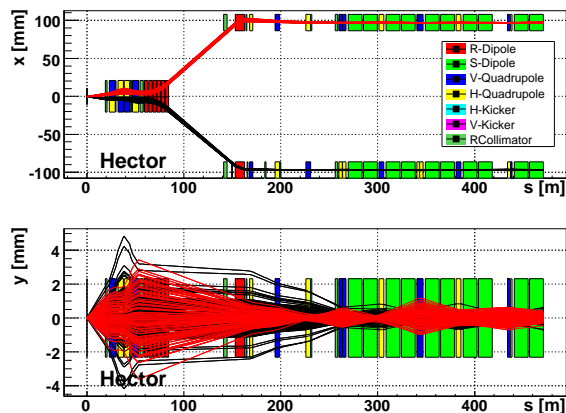 x [mm]
100
50
0
-50
-100
R-Dipole
S-Dipole
V-Quadrupole
H-Quadrupole
H-Kicker
V-Kicker
RCollimator
Hector
0 100 200 300 400
s [m]
y [mm]
4
2
0
-2
-4
Hector
0 100 200 300 400
s [m]